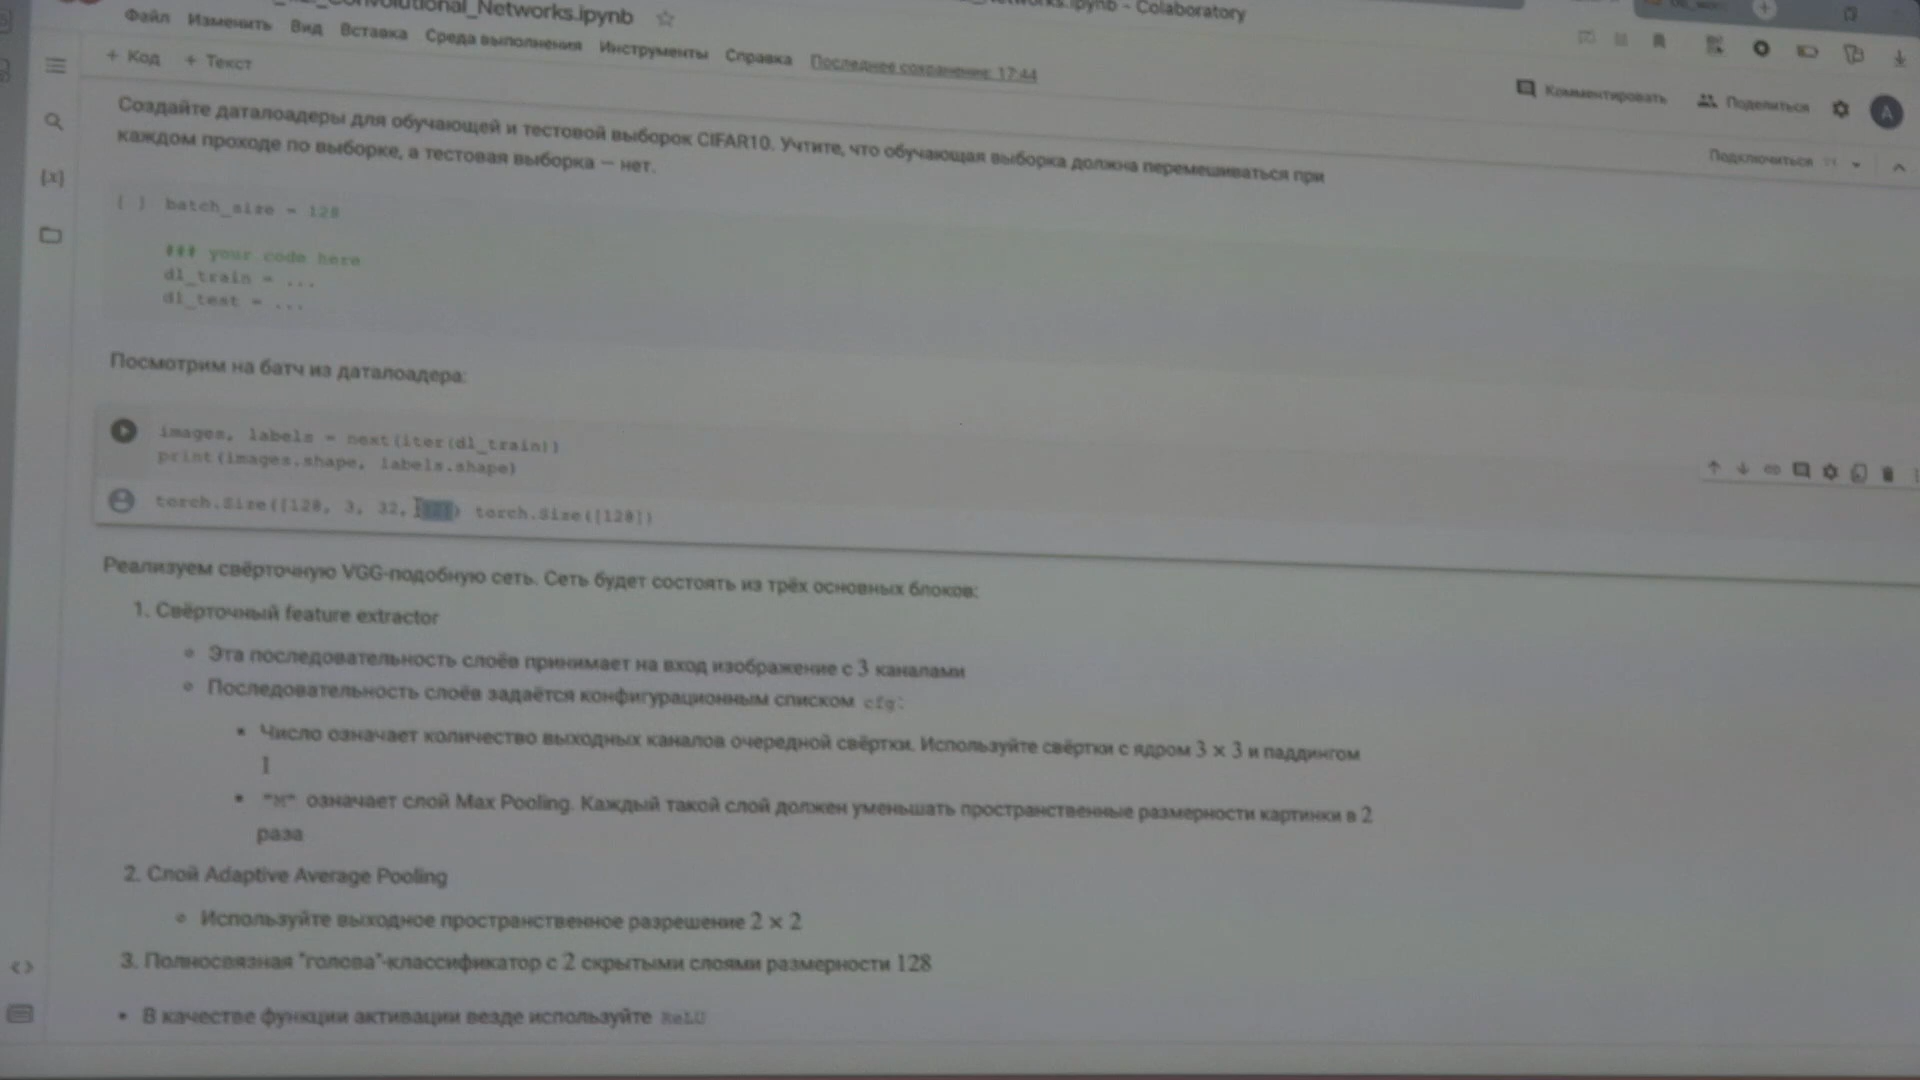 Convolutional_Networks.ipynb
Colaboratory
Файл Изменить Вид Вставка Среда выполнения Инструменты Справка Последнее сохранение: 17:44
Комментировать Поделиться A
+ Код + Текст
Подключиться
Создайте даталоадеры для обучающей и тестовой выборок CIFAR10. Учтите, что обучающая выборка должна перемешиваться при
каждом проходе по выборке, а тестовая выборка — нет.
[ ] batch_size = 128
### your code here
dl_train = ...
dl_test = ...
Посмотрим на батч из даталоадера:
images, labels = next(iter(dl_train))
print(images.shape, labels.shape)
torch.Size([128, 3, 32, torch.Size([128])
Реализуем свёрточную VGG-подобную сеть. Сеть будет состоять из трёх основных блоков:
1. Свёрточный feature extractor
Эта последовательность слоёв принимает на вход изображение с 3 каналами
Последовательность слоёв задаётся конфигурационным списком cfg:
Число означает количество выходных каналов очередной свёртки. Используйте свёртки с ядром 3 × 3 и паддингом
1
"M" означает слой Max Pooling. Каждый такой слой должен уменьшать пространственные размерности картинки в 2
раза
2. Слой Adaptive Average Pooling
Используйте выходное пространственное разрешение 2 × 2
3. Полносвязная "голова"-классификатор с 2 скрытыми слоями размерности 128
• В качестве функции активации везде используйте ReLU